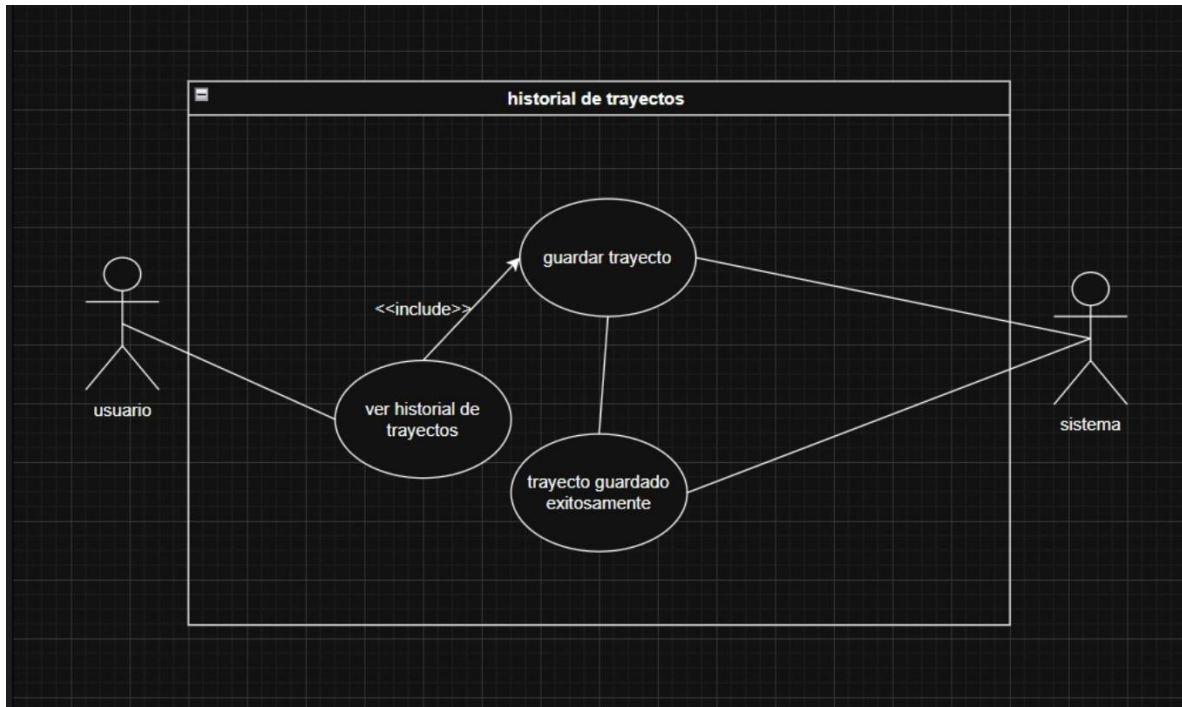 historial de trayectos
guardar trayecto
<<include>>
ver historial de
trayectos
usuario
sistema
trayecto guardado
exitosamente